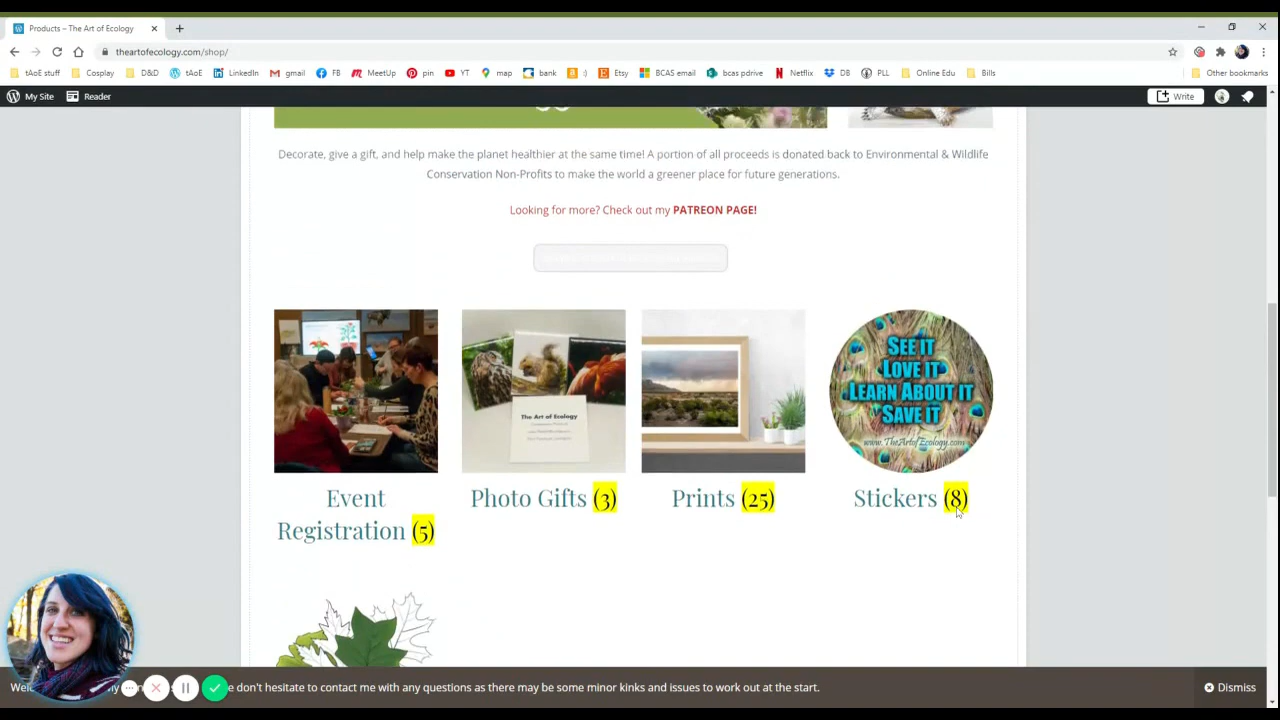 Products – The Art of Ecology
theartofecology.com/shop/
tAoE stuff Cosplay D&D tAoE LinkedIn gmail FB MeetUp pin YT map bank :) Etsy BCAS email bcas pdrive Netflix DB PLL Online Edu Bills Other bookmarks
My Site Reader Write
Decorate, give a gift, and help make the planet healthier at the same time! A portion of all proceeds is donated back to Environmental & Wildlife
Conservation Non-Profits to make the world a greener place for future generations.
Looking for more? Check out my PATREON PAGE!
The Art of Ecology
SEE IT
LOVE IT
LEARN ABOUT IT
SAVE IT
www.TheArtofEcology.com
Event
Registration (5)
Photo Gifts (3)
Prints (25)
Stickers (8)
e don't hesitate to contact me with any questions as there may be some minor kinks and issues to work out at the start.
Dismiss